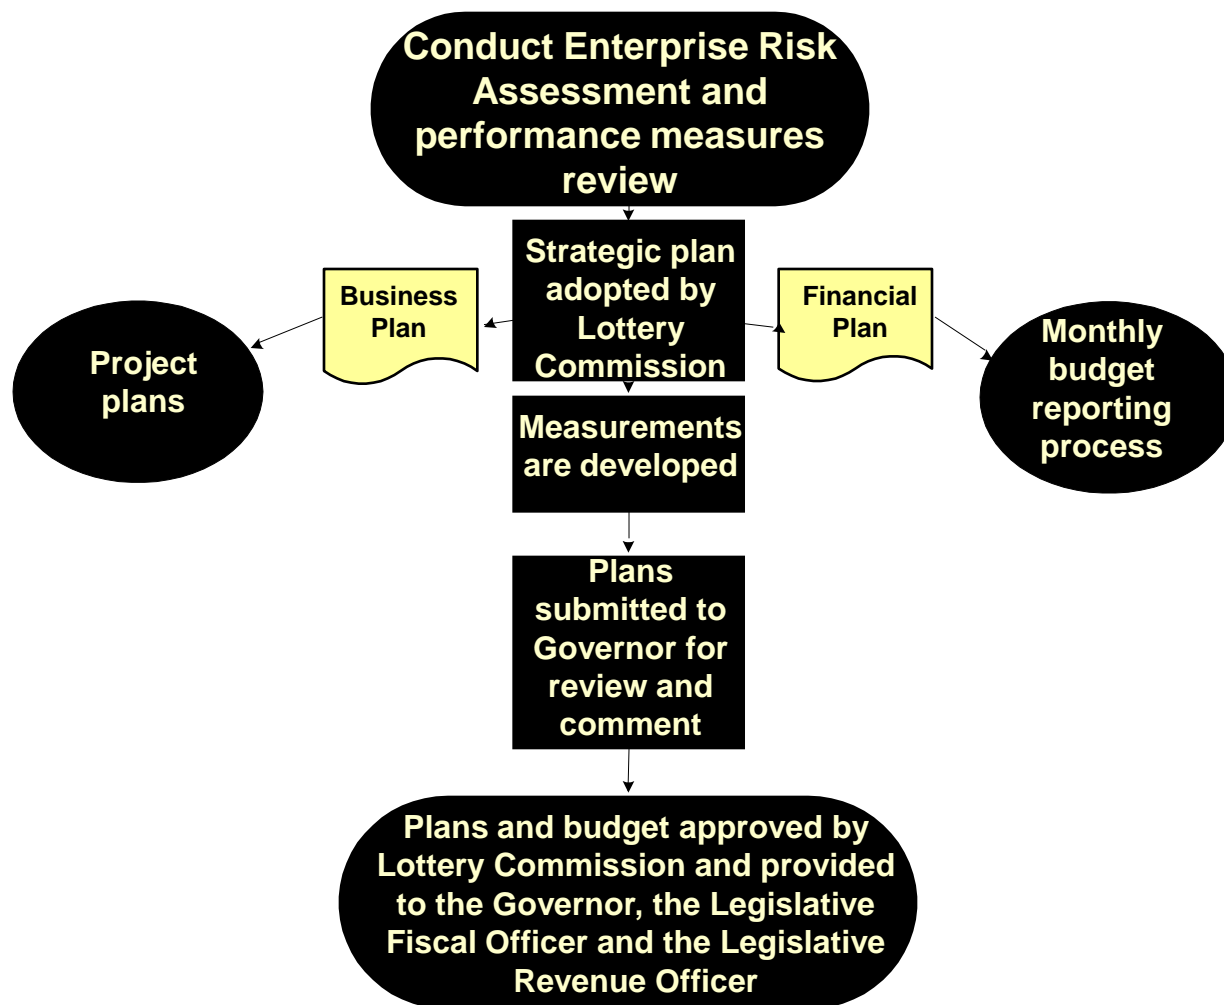 Conduct Enterprise Risk
Assessment and
performance measures
review
Strategic plan
adopted by
Lottery
Commission
Business
Plan
Financial
Plan
Project
plans
Monthly
budget
reporting
process
Measurements
are developed
Plans
submitted to
Governor for
review and
comment
Plans and budget approved by
Lottery Commission and provided
to the Governor, the Legislative
Fiscal Officer and the Legislative
Revenue Officer